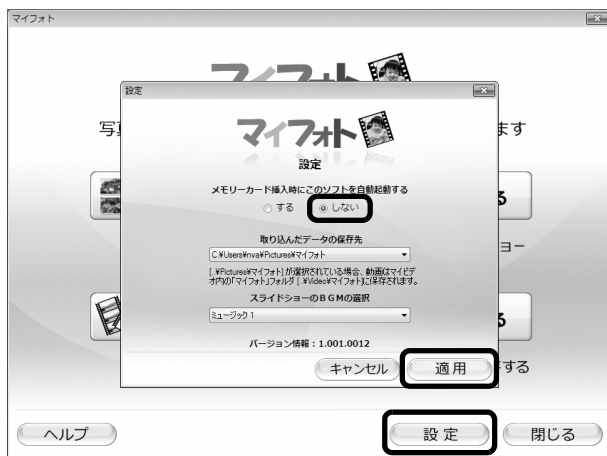 マイフォト
設定
写
ます
マイフォト
設定
メモリーカード挿入時にこのソフトを自動起動する
する
しない
る
取り込んだデータの保存先
C:¥Users¥nva¥Pictures¥マイフォト
ョー
[..¥Pictures¥マイフォト]が選択されている場合、動画はマイビデ
オ内の「マイフォト」フォルダ[..¥Video¥マイフォト]に保存されます。
スライドショーのBGMの選択
ミュージック 1
る
バージョン情報:1.001.0012
キャンセル
適用
する
ヘルプ
設定
閉じる